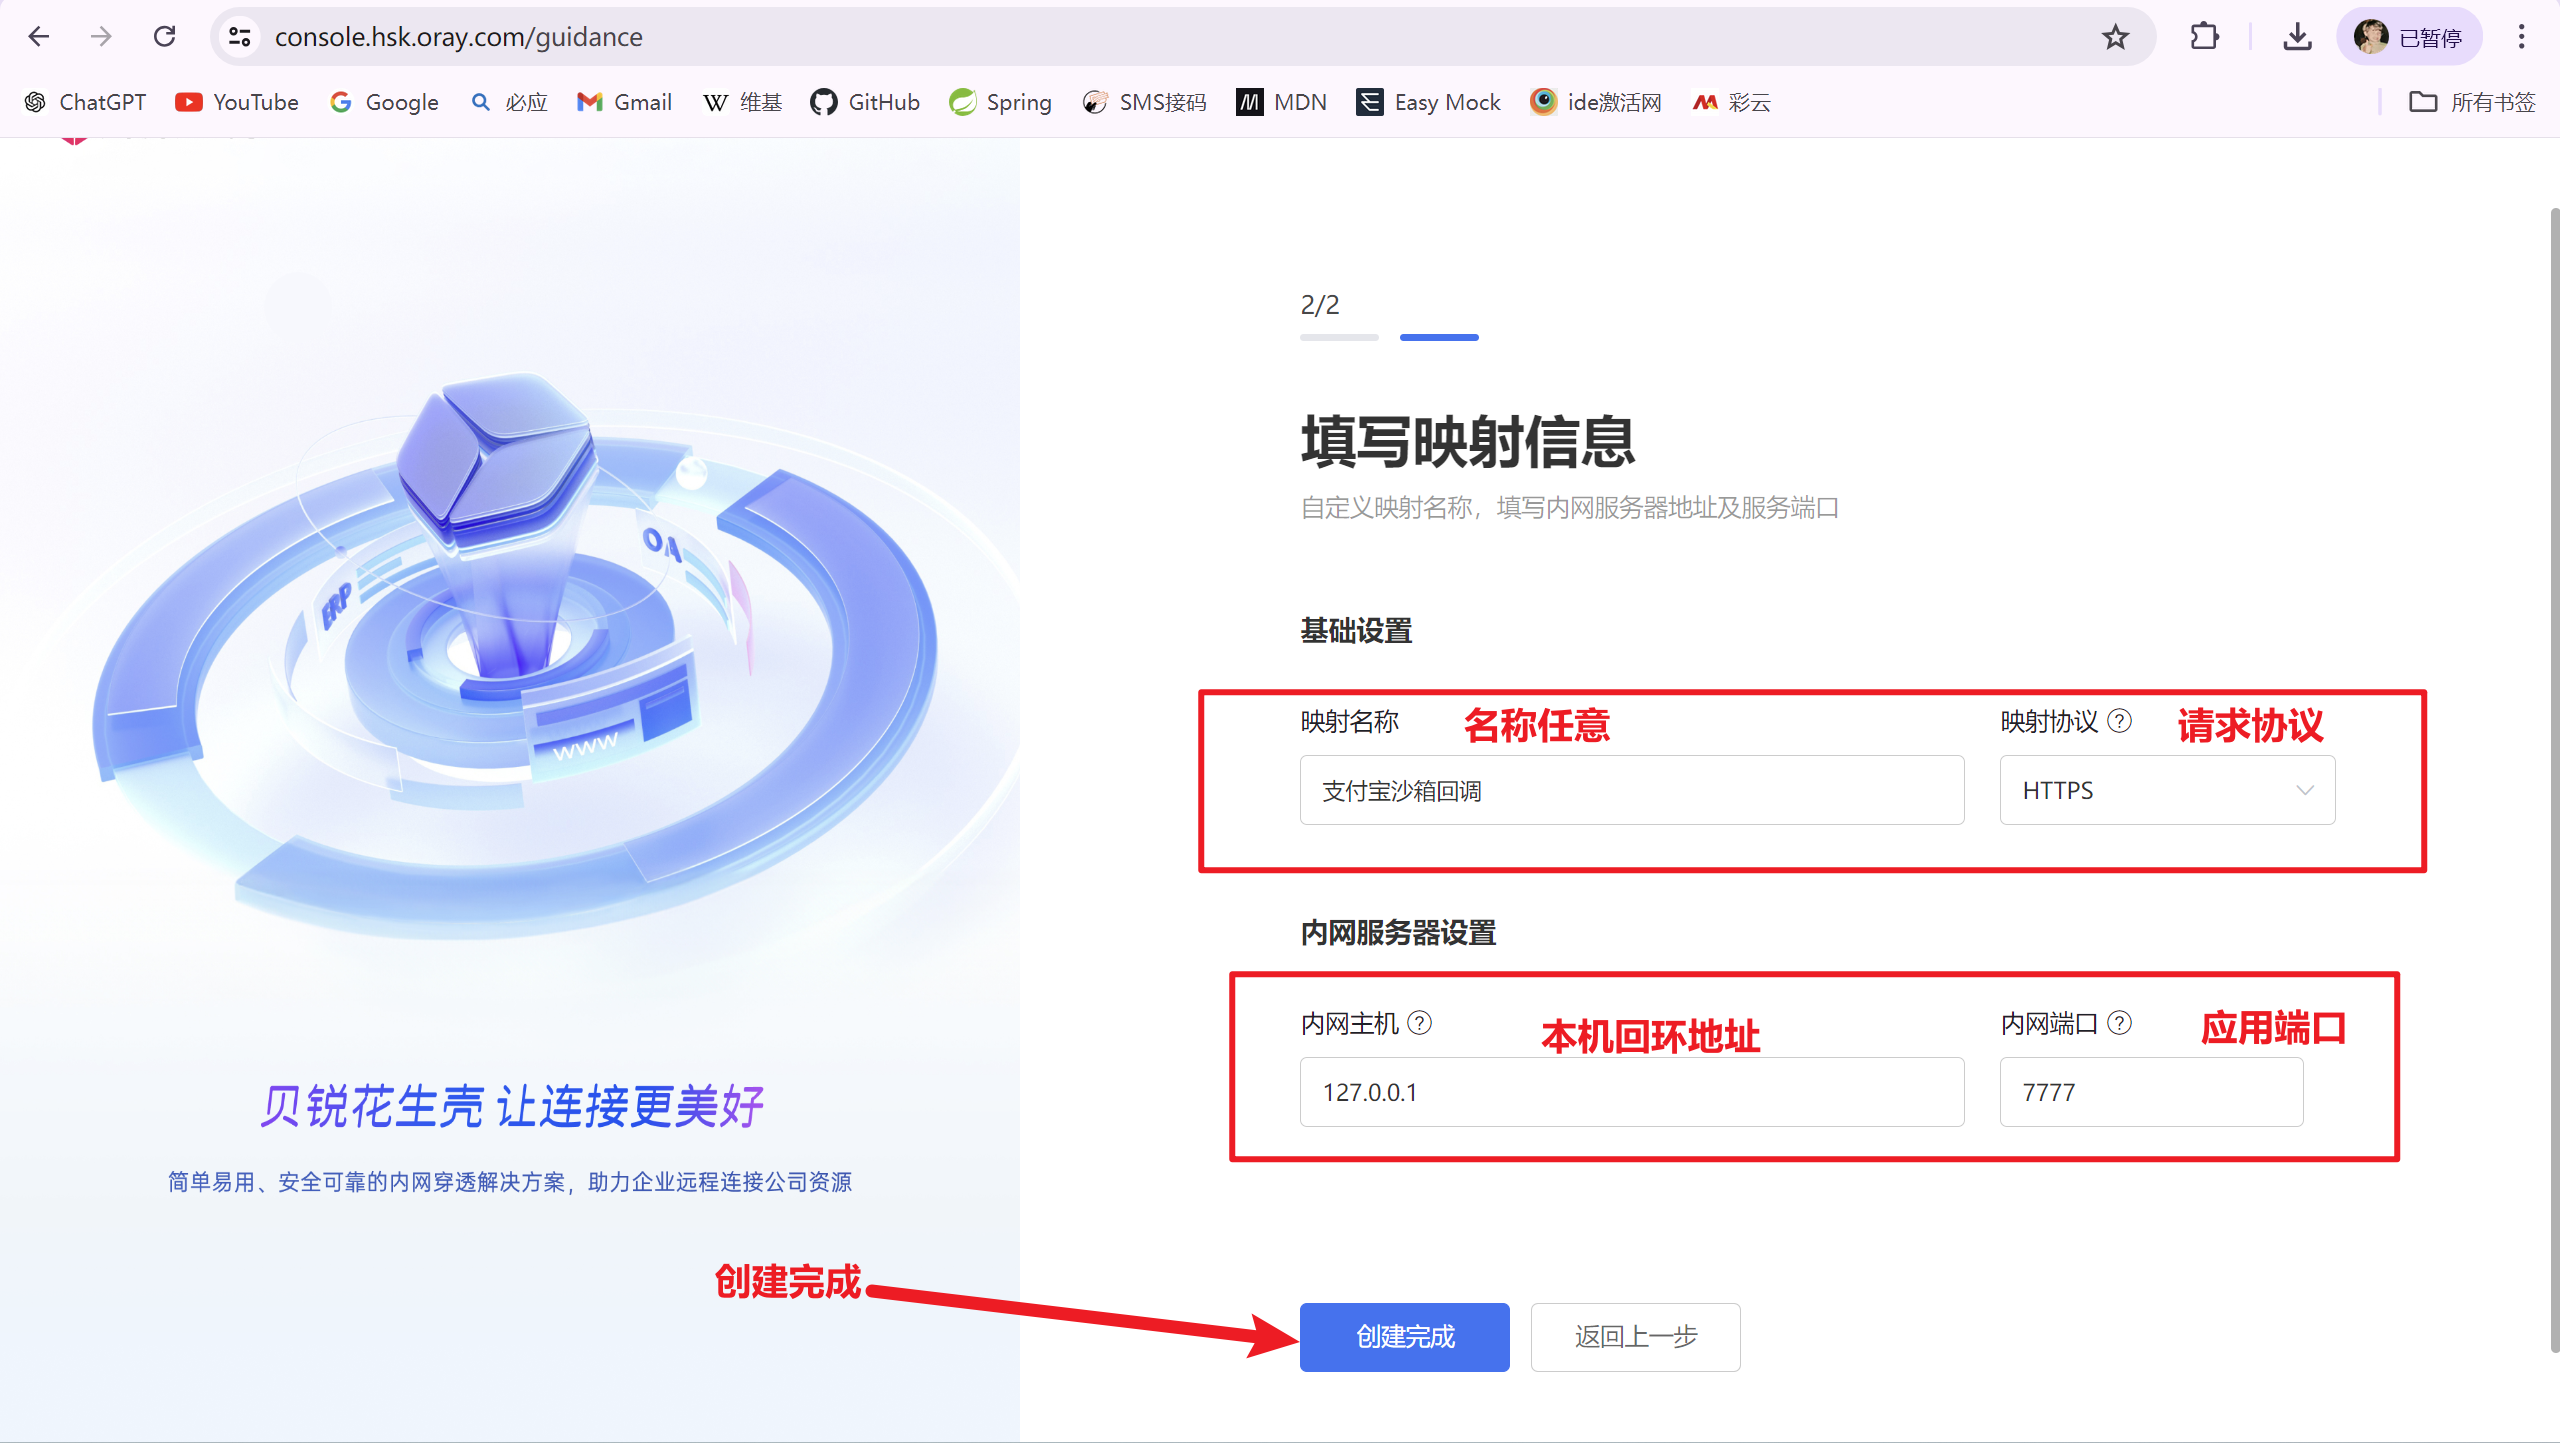 console.hsk.oray.com/guidance
已暂停
ChatGPT YouTube Google 必应 Gmail 维基 GitHub Spring SMS接码 MDN Easy Mock ide激活网 彩云 所有书签
2/2
填写映射信息
自定义映射名称，填写内网服务器地址及服务端口
基础设置
映射名称 名称任意 映射协议 ? 请求协议
支付宝沙箱回调 HTTPS
内网服务器设置
内网主机 ? 本机回环地址 内网端口 ? 应用端口
127.0.0.1 7777
OA
ERP
www
贝锐花生壳 让连接更美好
简单易用、安全可靠的内网穿透解决方案，助力企业远程连接公司资源
创建完成
创建完成 返回上一步